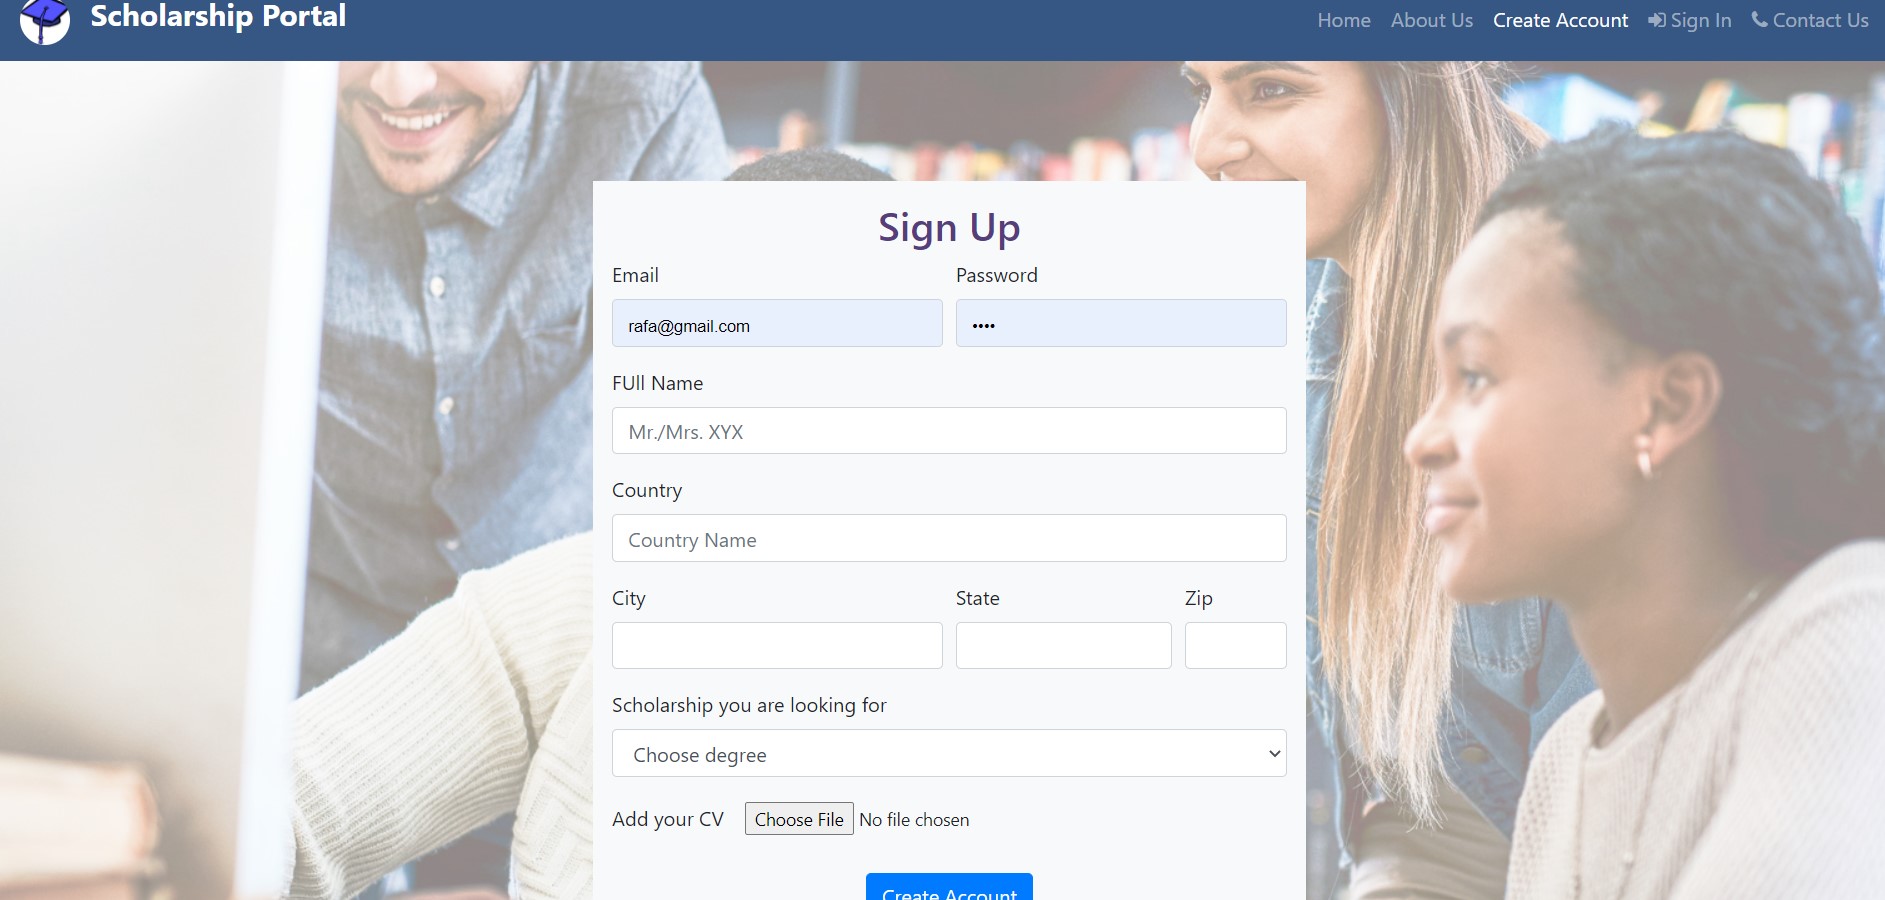 Scholarship Portal
Home About Us Create Account Sign In Contact Us
Sign Up
Email Password
rafa@gmail.com ••••
FUll Name
Mr./Mrs. XYX
Country
Country Name
City State Zip
Scholarship you are looking for
Choose degree
Add your CV Choose File No file chosen
Create Account